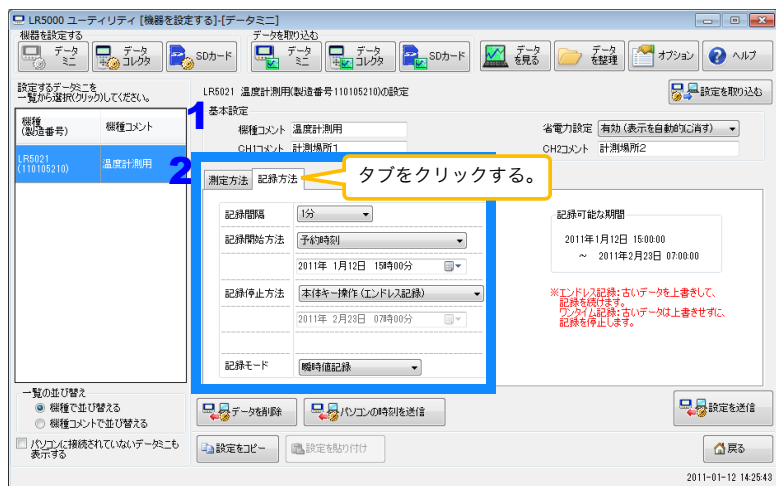 LR5000 ユーティリティ [機器を設定する]-[データミニ]
機器を設定する
データを取り込む
データミニ
データコレクタ
SDカード
データミニ
データコレクタ
SDカード
データを見る
データを整理
オプション
ヘルプ
設定するデータミニを
一覧から選択(クリック)してください。
機種
(製造番号)
機種コメント
LR5021
(110105210)
温度計測用
LR5021 温度計測用(製造番号110105210)の設定
設定を取り込む
1
基本設定
機種コメント 温度計測用
省電力設定 有効 (表示を自動的に消す)
CH1コメント 計測場所1
CH2コメント 計測場所2
2
測定方法
記録方法
タブをクリックする。
記録間隔 1分
記録開始方法 予約時刻
2011年 1月12日 15時00分
記録停止方法 本体キー操作 (エンドレス記録)
2011年 2月23日 07時00分
記録モード 瞬時値記録
記録可能な期間
2011年1月12日 15:00:00
～ 2011年2月23日 07:00:00
※エンドレス記録：古いデータを上書きして、
記録を続けます。
ワンタイム記録：古いデータは上書きせずに、
記録を停止します。
一覧の並び替え
機種で並び替える
機種コメントで並び替える
パソコンに接続されていないデータミニも
表示する
データを削除
パソコンの時刻を送信
設定を送信
設定をコピー
設定を貼り付け
戻る
2011-01-12 14:25:43